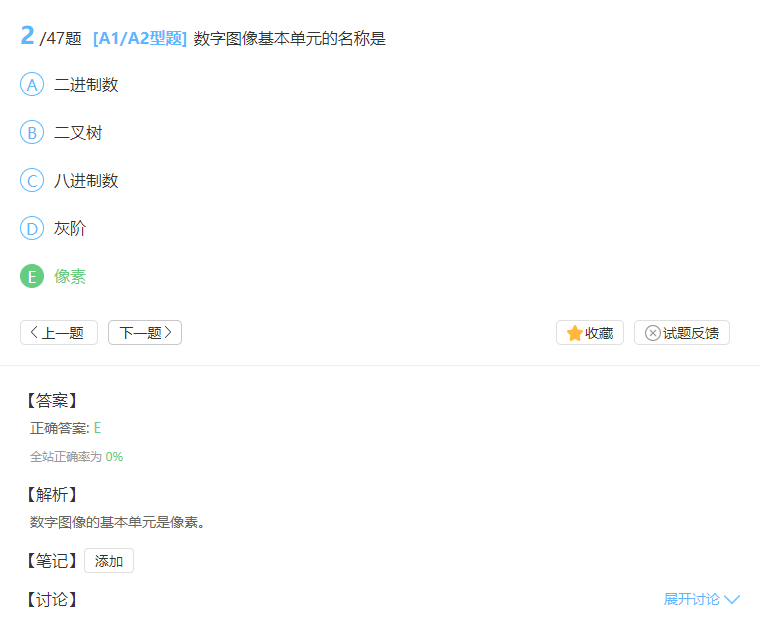 2 /47题 [A1/A2型题] 数字图像基本单元的名称是
A 二进制数
B 二叉树
C 八进制数
D 灰阶
E 像素
上一题 下一题 收藏 试题反馈
【答案】
正确答案: E
全站正确率为 0%
【解析】
数字图像的基本单元是像素。
【笔记】 添加
【讨论】 展开讨论